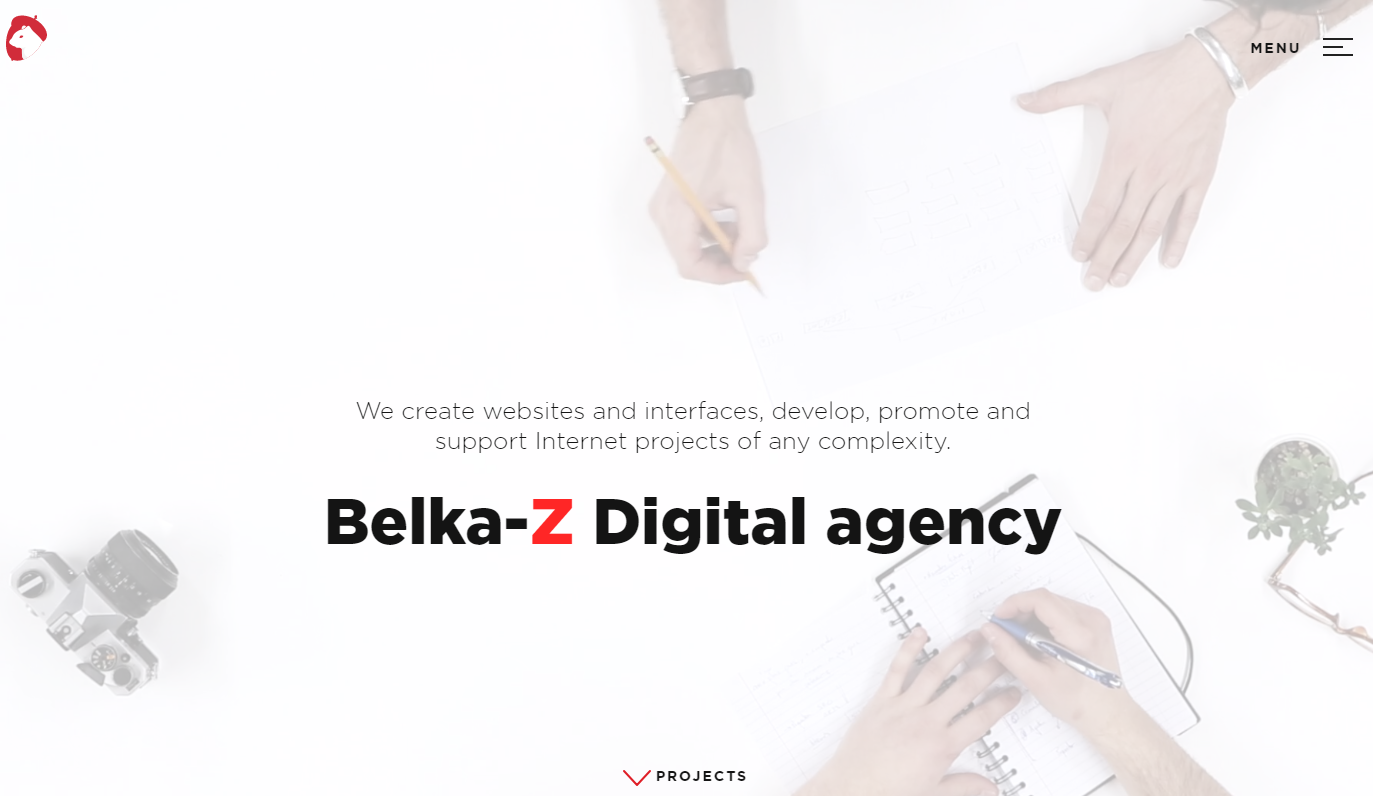 MENU
We create websites and interfaces, develop, promote and
support Internet projects of any complexity.
Belka-Z Digital agency
PROJECTS